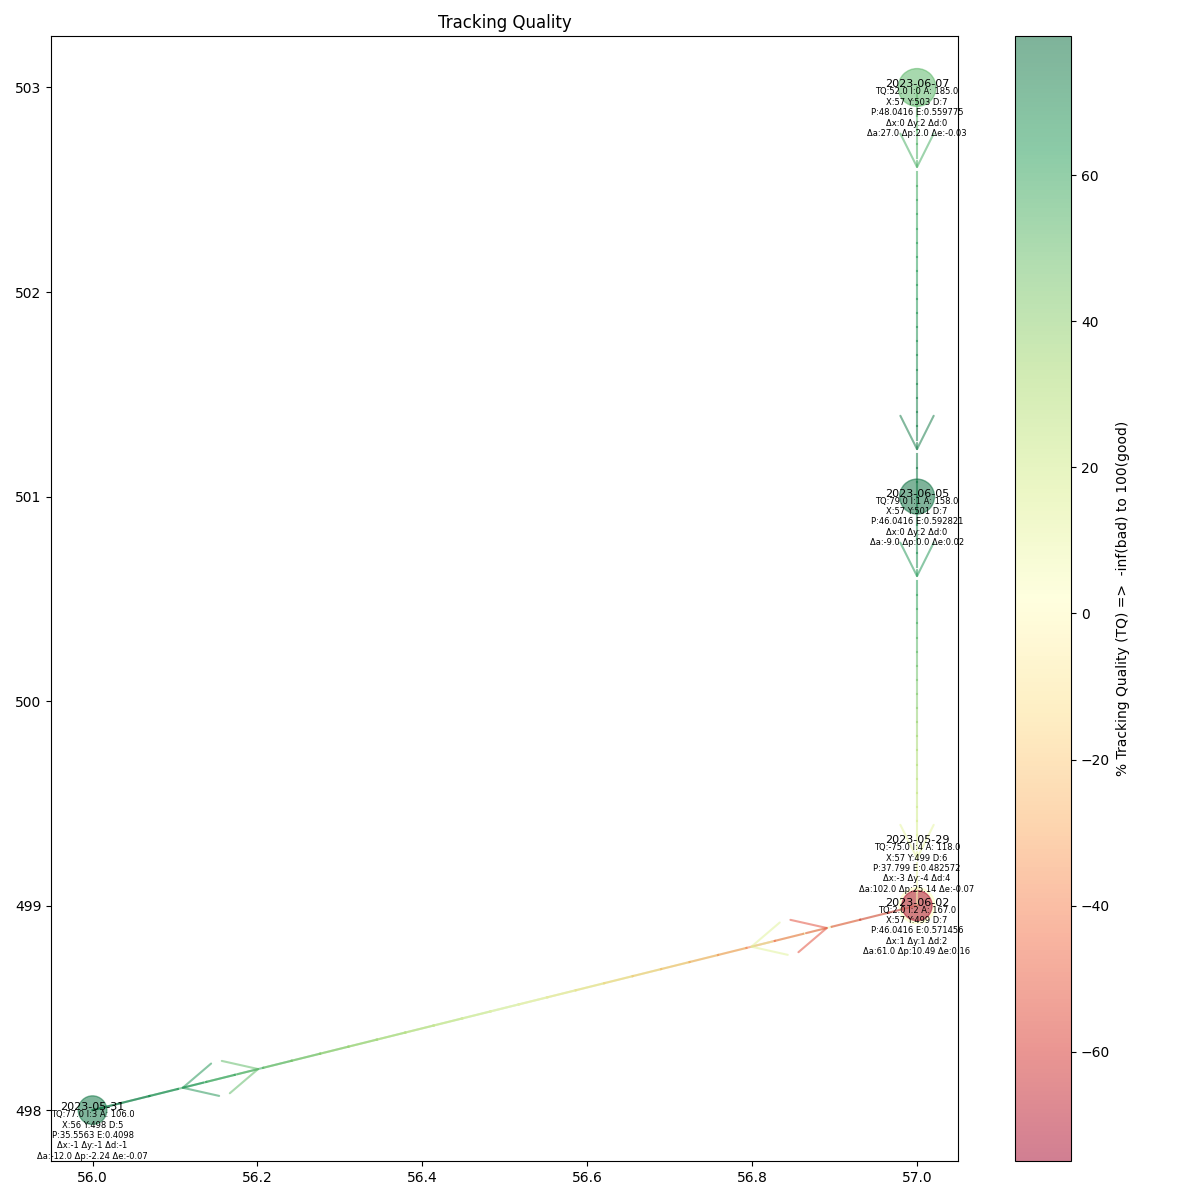 Tracking Quality
503
502
501
500
499
498
56.0
56.2
56.4
56.6
56.8
57.0
2023-06-07
TQ:52.0 I:0 A: 185.0
X:57 Y:503 D:7
P:48.0416 E:0.559775
Δx:0 Δy:2 Δd:0
Δa:27.0 Δp:2.0 Δe:-0.03
2023-06-05
TQ:79.0 I:1 A: 158.0
X:57 Y:501 D:7
P:46.0416 E:0.592821
Δx:0 Δy:2 Δd:0
Δa:-9.0 Δp:0.0 Δe:0.02
2023-05-29
TQ:-75.0 I:4 A: 118.0
X:57 Y:499 D:6
P:37.799 E:0.482572
Δx:-3 Δy:-4 Δd:4
Δa:102.0 Δp:25.14 Δe:-0.07
2023-06-02
TQ:2.0 I:2 A: 167.0
X:57 Y:499 D:7
P:46.0416 E:0.571456
Δx:1 Δy:1 Δd:2
Δa:61.0 Δp:10.49 Δe:0.16
2023-05-31
TQ:77.0 I:3 A: 106.0
X:56 Y:498 D:5
P:35.5563 E:0.4098
Δx:-1 Δy:-1 Δd:-1
Δa:-12.0 Δp:-2.24 Δe:-0.07
60
40
20
0
−20
−40
−60
% Tracking Quality (TQ) => -inf(bad) to 100(good)